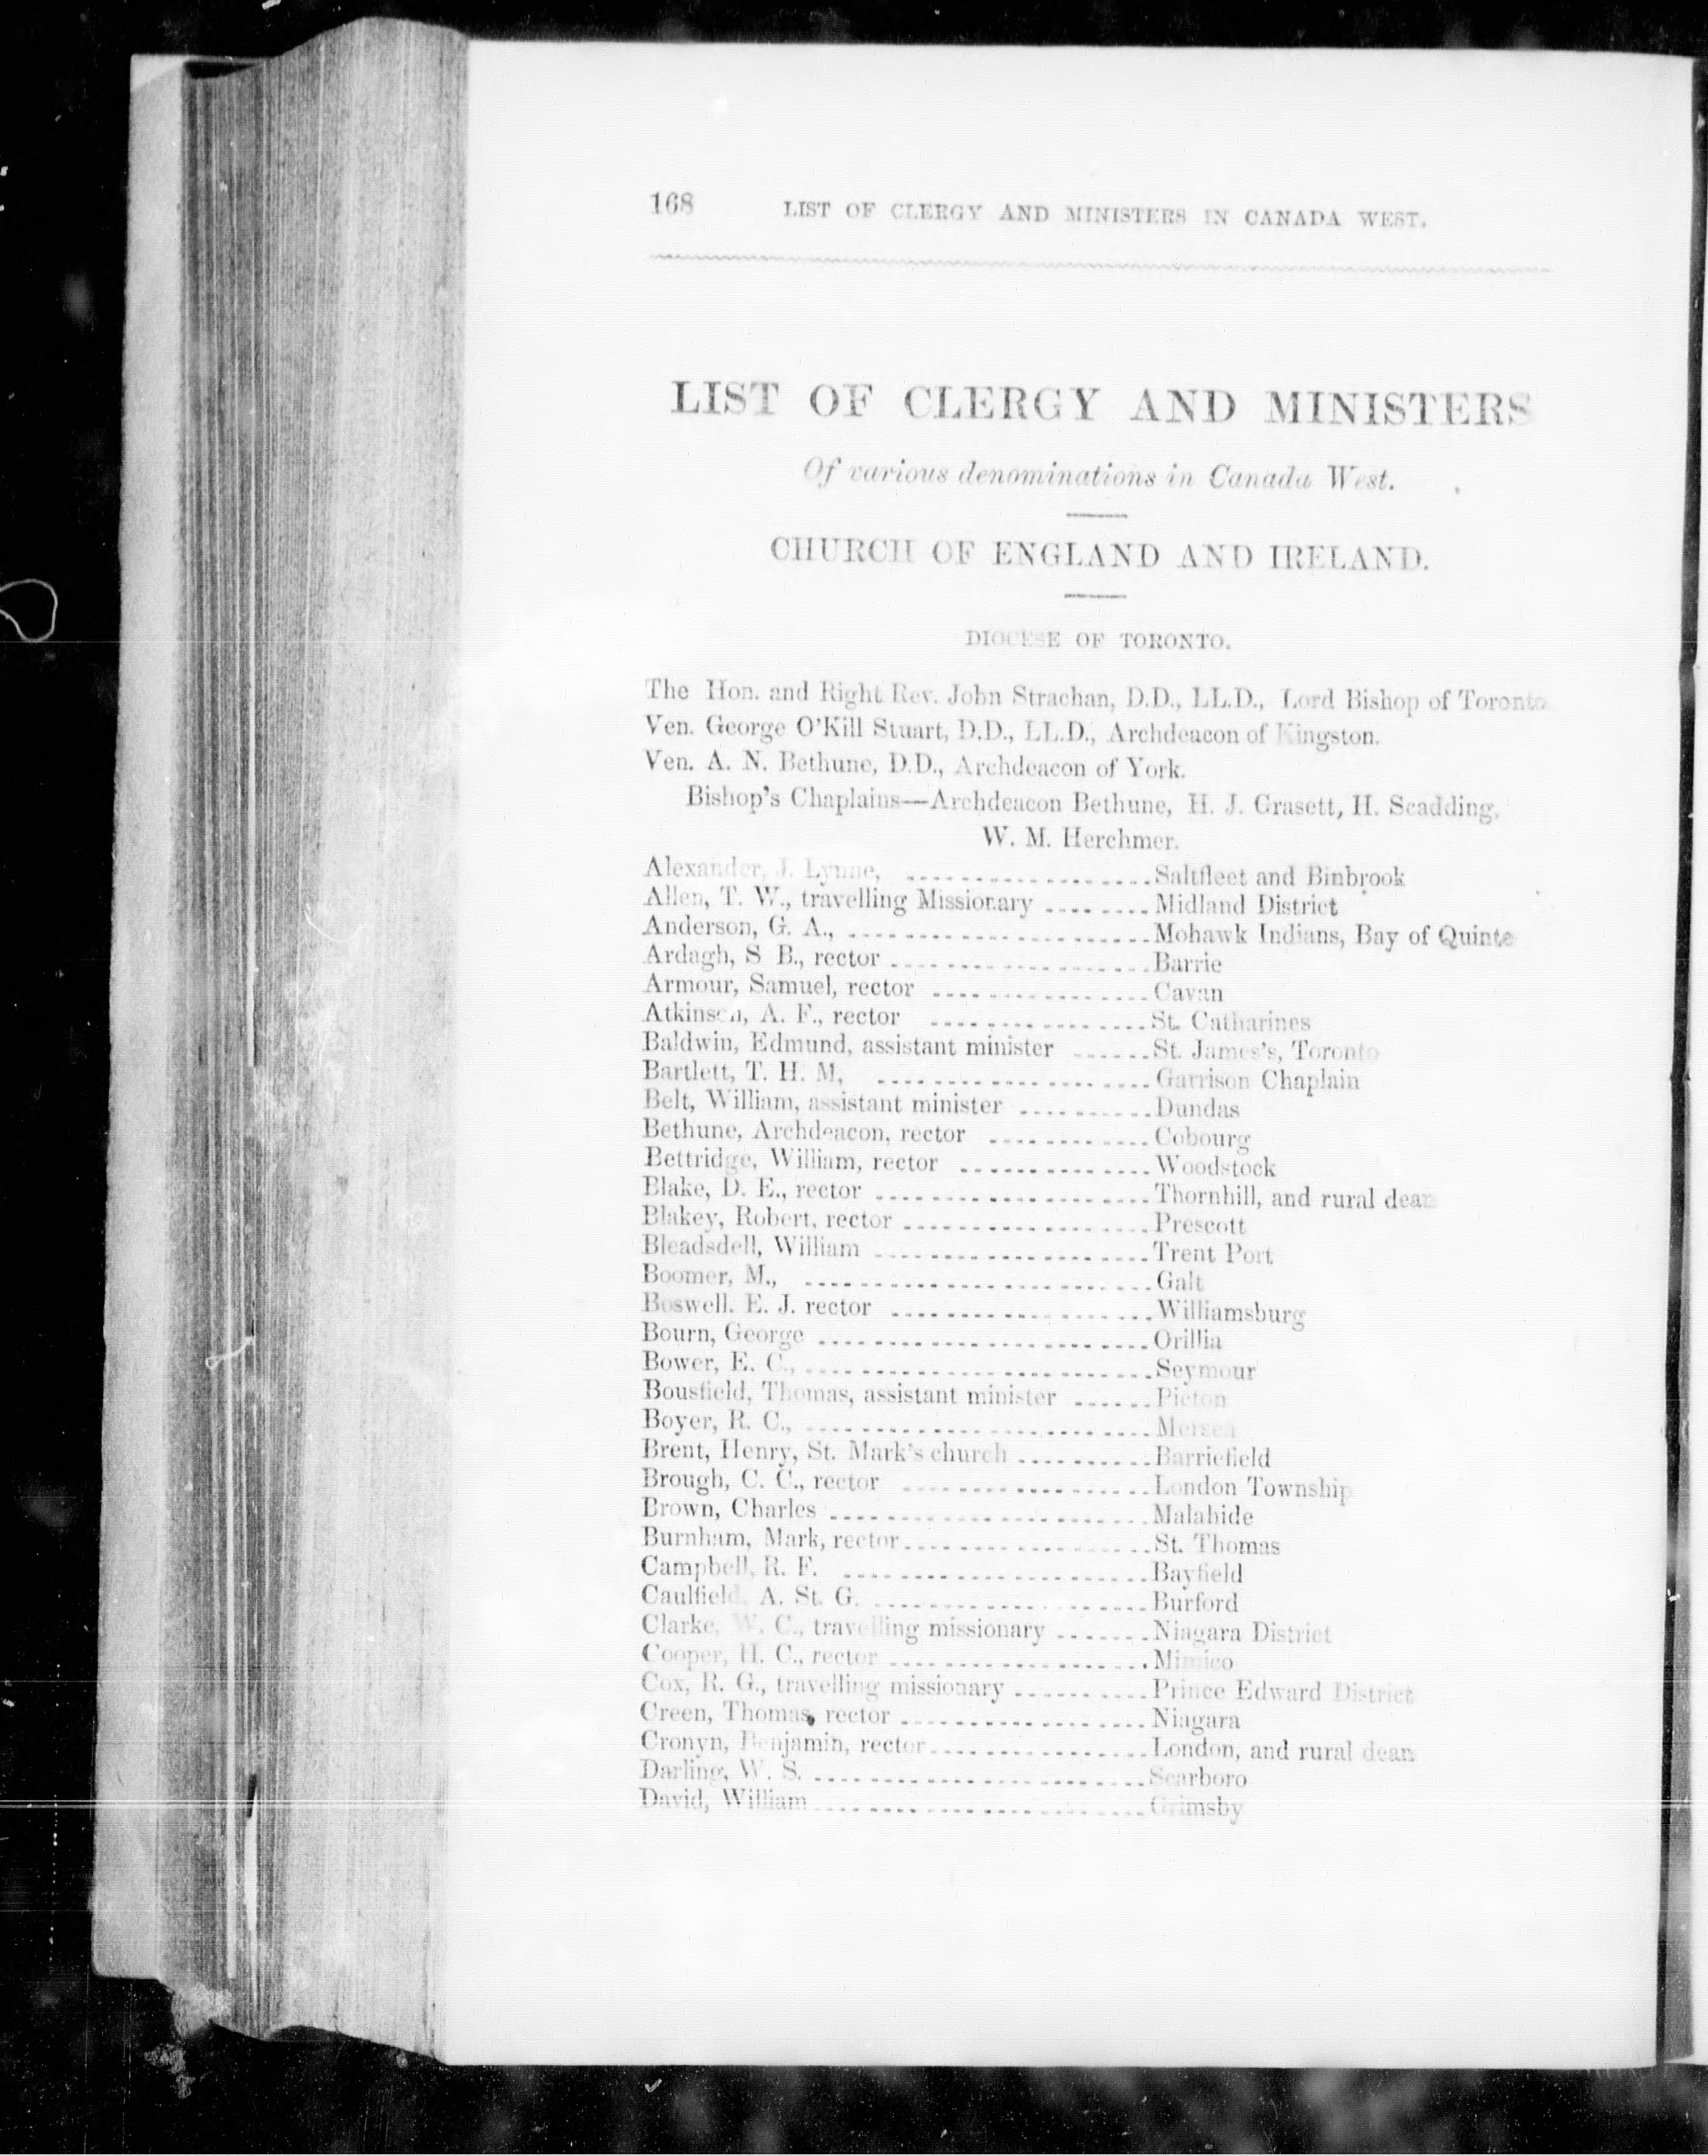 168 LIST OF CLERGY AND MINISTERS IN CANADA WEST.
LIST OF CLERGY AND MINISTERS
Of various denominations in Canada West.
CHURCH OF ENGLAND AND IRELAND.
DIOCESE OF TORONTO.
The Hon. and Right Rev. John Strachan, D.D., LL.D., Lord Bishop of Toronto.
Ven. George O'Kill Stuart, D.D., LL.D., Archdeacon of Kingston.
Ven. A. N. Bethune, D.D., Archdeacon of York.
Bishop's Chaplains—Archdeacon Bethune, H. J. Grasett, H. Scadding,
W. M. Herchmer.
Alexander, J. Lynne, .................. Saltfleet and Binbrook
Allen, T. W., travelling Missionary ........ Midland District
Anderson, G. A., ...................... Mohawk Indians, Bay of Quinte
Ardagh, S B., rector ................... Barrie
Armour, Samuel, rector ................ Cavan
Atkinson, A. F., rector ................ St. Catharines
Baldwin, Edmund, assistant minister ...... St. James's, Toronto
Bartlett, T. H. M, .................... Garrison Chaplain
Belt, William, assistant minister .......... Dundas
Bethune, Archdeacon, rector ............ Cobourg
Bettridge, William, rector .............. Woodstock
Blake, D. E., rector .................... Thornhill, and rural dean
Blakey, Robert, rector .................. Prescott
Bleadsdell, William .................... Trent Port
Boomer, M., .......................... Galt
Boswell. E. J. rector ................... Williamsburg
Bourn, George ........................ Orillia
Bower, E. C., ......................... Seymour
Bousfield, Thomas, assistant minister ...... Picton
Boyer, R. C., ......................... Mersea
Brent, Henry, St. Mark's church .......... Barriefield
Brough, C. C., rector .................. London Township
Brown, Charles ....................... Malahide
Burnham, Mark, rector .................. St. Thomas
Campbell, R. F. ...................... Bayfield
Caulfield, A. St. G. .................... Burford
Clarke, W. C., travelling missionary ....... Niagara District
Cooper, H. C., rector ................... Mimico
Cox, R. G., travelling missionary .......... Prince Edward District
Creen, Thomas, rector .................. Niagara
Cronyn, Benjamin, rector ................ London, and rural dean
Darling, W. S. ........................ Scarboro
David, William ........................ Grimsby